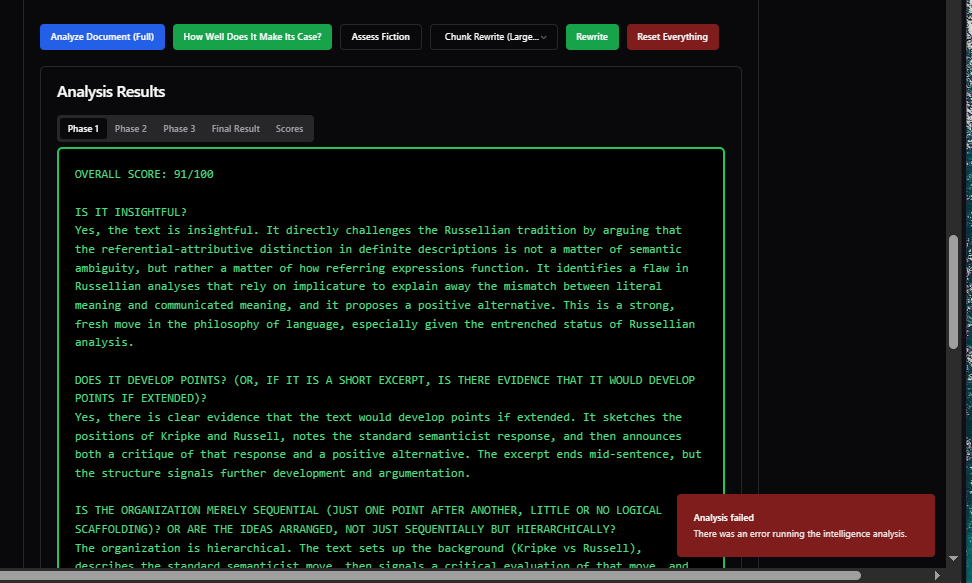 Analyze Document (Full)
How Well Does It Make Its Case?
Assess Fiction
Chunk Rewrite (Large...
Rewrite
Reset Everything
Analysis Results
Phase 1
Phase 2
Phase 3
Final Result
Scores
OVERALL SCORE: 91/100
IS IT INSIGHTFUL?
Yes, the text is insightful. It directly challenges the Russellian tradition by arguing that
the referential-attributive distinction in definite descriptions is not a matter of semantic
ambiguity, but rather a matter of how referring expressions function. It identifies a flaw in
Russellian analyses that rely on implicature to explain away the mismatch between literal
meaning and communicated meaning, and it proposes a positive alternative. This is a strong,
fresh move in the philosophy of language, especially given the entrenched status of Russellian
analysis.
DOES IT DEVELOP POINTS? (OR, IF IT IS A SHORT EXCERPT, IS THERE EVIDENCE THAT IT WOULD DEVELOP
POINTS IF EXTENDED)?
Yes, there is clear evidence that the text would develop points if extended. It sketches the
positions of Kripke and Russell, notes the standard semanticist response, and then announces
both a critique of that response and a positive alternative. The excerpt ends mid-sentence, but
the structure signals further development and argumentation.
IS THE ORGANIZATION MERELY SEQUENTIAL (JUST ONE POINT AFTER ANOTHER, LITTLE OR NO LOGICAL
SCAFFOLDING)? OR ARE THE IDEAS ARRANGED, NOT JUST SEQUENTIALLY BUT HIERARCHICALLY?
The organization is hierarchical. The text sets up the background (Kripke vs Russell),
describes the standard semanticist move, then signals a critical evaluation of that move, and
Analysis failed
There was an error running the intelligence analysis.